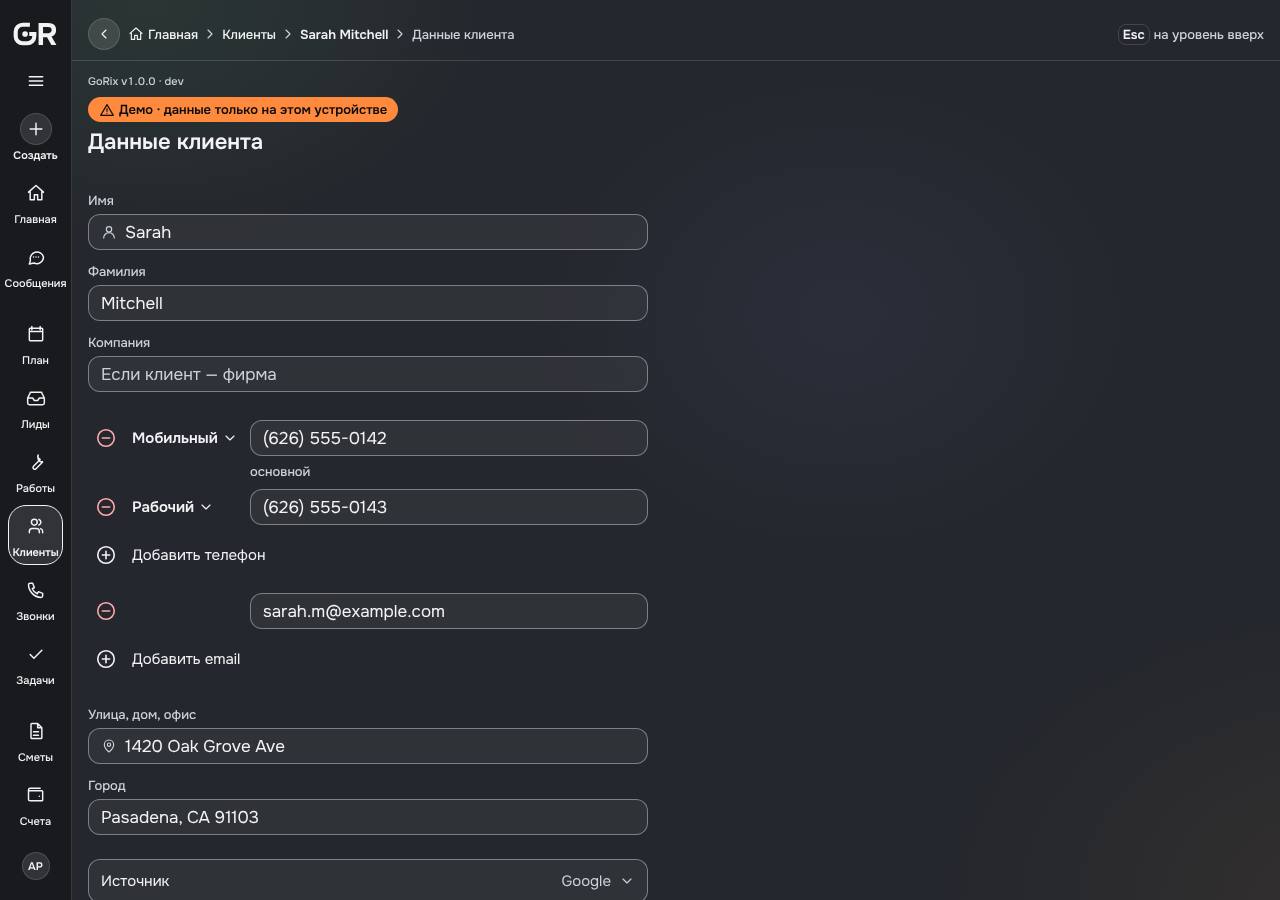 GR
Главная
Клиенты
Sarah Mitchell
Данные клиента
Esc на уровень вверх
GoRix v1.0.0 · dev
Демо · данные только на этом устройстве
Данные клиента
Создать
Главная
Сообщения
План
Лиды
Работы
Клиенты
Звонки
Задачи
Сметы
Счета
AP
Имя
Sarah
Фамилия
Mitchell
Компания
Если клиент — фирма
Мобильный (626) 555-0142
основной
Рабочий (626) 555-0143
Добавить телефон
sarah.m@example.com
Добавить email
Улица, дом, офис
1420 Oak Grove Ave
Город
Pasadena, CA 91103
Источник Google